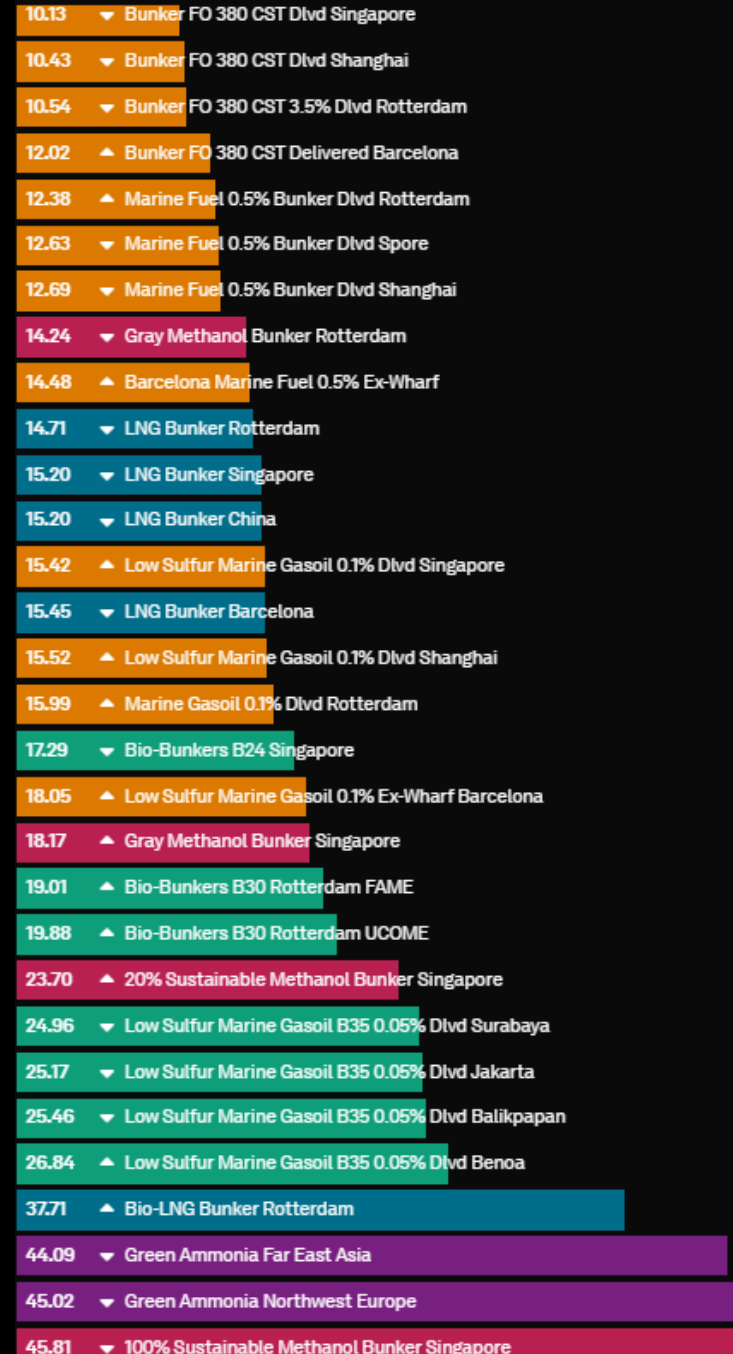 10.13 ▼ Bunker FO 380 CST Dlvd Singapore
10.43 ▼ Bunker FO 380 CST Dlvd Shanghai
10.54 ▼ Bunker FO 380 CST 3.5% Dlvd Rotterdam
12.02 ▲ Bunker FO 380 CST Delivered Barcelona
12.38 ▲ Marine Fuel 0.5% Bunker Dlvd Rotterdam
12.63 ▼ Marine Fuel 0.5% Bunker Dlvd Spore
12.69 ▼ Marine Fuel 0.5% Bunker Dlvd Shanghai
14.24 ▼ Gray Methanol Bunker Rotterdam
14.48 ▲ Barcelona Marine Fuel 0.5% Ex-Wharf
14.71 ▼ LNG Bunker Rotterdam
15.20 ▼ LNG Bunker Singapore
15.20 ▼ LNG Bunker China
15.42 ▲ Low Sulfur Marine Gasoil 0.1% Dlvd Singapore
15.45 ▼ LNG Bunker Barcelona
15.52 ▲ Low Sulfur Marine Gasoil 0.1% Dlvd Shanghai
15.99 ▲ Marine Gasoil 0.1% Dlvd Rotterdam
17.29 ▼ Bio-Bunkers B24 Singapore
18.05 ▲ Low Sulfur Marine Gasoil 0.1% Ex-Wharf Barcelona
18.17 ▲ Gray Methanol Bunker Singapore
19.01 ▲ Bio-Bunkers B30 Rotterdam FAME
19.88 ▲ Bio-Bunkers B30 Rotterdam UCOME
23.70 ▲ 20% Sustainable Methanol Bunker Singapore
24.96 ▼ Low Sulfur Marine Gasoil B35 0.05% Dlvd Surabaya
25.17 ▼ Low Sulfur Marine Gasoil B35 0.05% Dlvd Jakarta
25.46 ▼ Low Sulfur Marine Gasoil B35 0.05% Dlvd Balikpapan
26.84 ▲ Low Sulfur Marine Gasoil B35 0.05% Dlvd Benoa
37.71 ▲ Bio-LNG Bunker Rotterdam
44.09 ▼ Green Ammonia Far East Asia
45.02 ▼ Green Ammonia Northwest Europe
45.81 ▼ 100% Sustainable Methanol Bunker Singapore